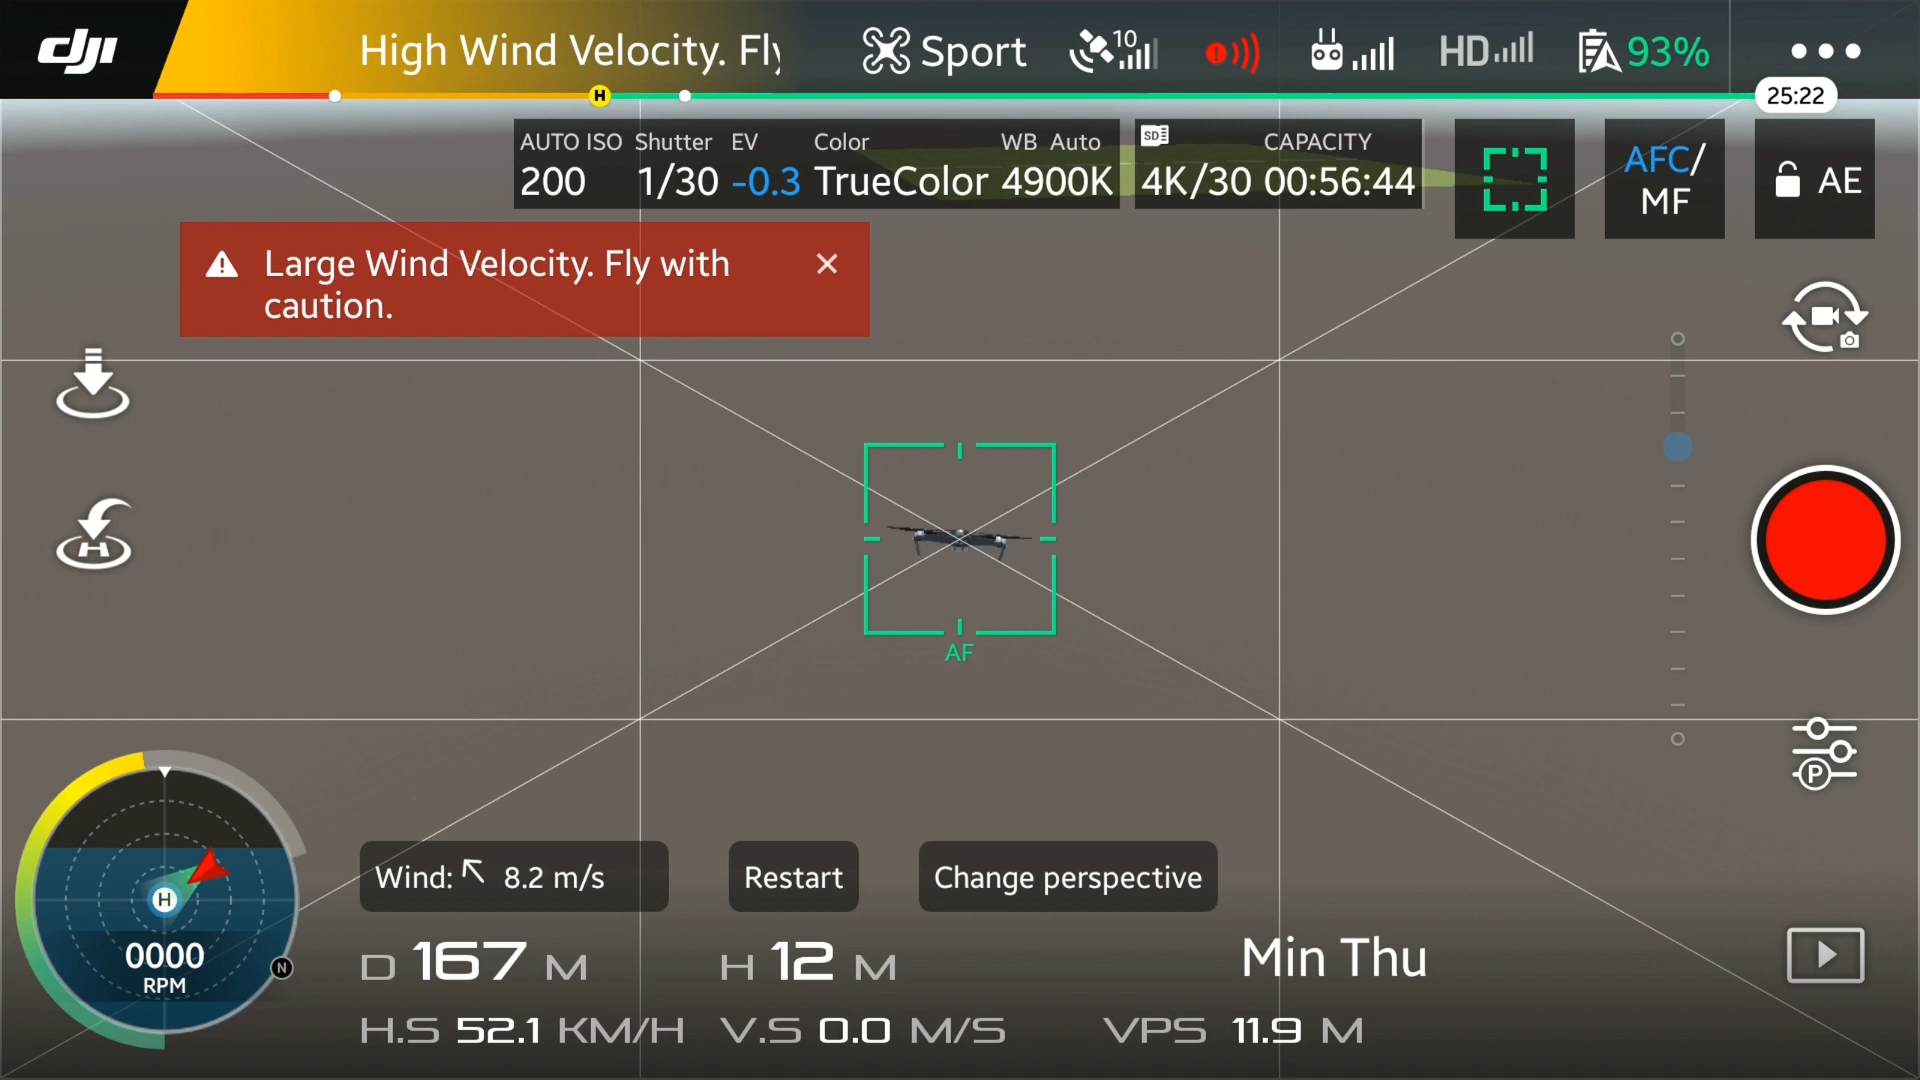 dji
High Wind Velocity. Fly
Sport
10
HD
93%
H
25:22
AUTO ISO Shutter EV Color WB Auto
200 1/30 -0.3 TrueColor 4900K
SD CAPACITY
4K/30 00:56:44
AFC/
MF
AE
Large Wind Velocity. Fly with
caution.
H
AF
P
Wind: 8.2 m/s
Restart
Change perspective
H
0000
RPM
N
D 167 M
H 12 M
Min Thu
H.S 52.1 KM/H
V.S 0.0 M/S
VPS 11.9 M